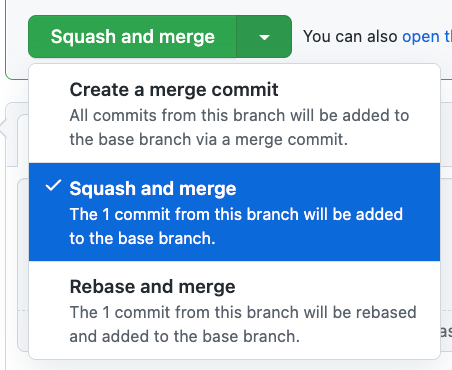 Squash and merge
You can also open
Create a merge commit
All commits from this branch will be added to
the base branch via a merge commit.
Squash and merge
The 1 commit from this branch will be added
to the base branch.
Rebase and merge
The 1 commit from this branch will be rebased
and added to the base branch.